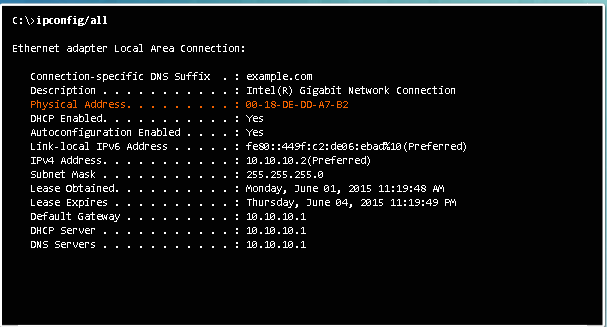 C:\>ipconfig/all
Ethernet adapter Local Area Connection:
Connection-specific DNS Suffix . : example.com
Description . . . . . . . . . . . : Intel(R) Gigabit Network Connection
Physical Address. . . . . . . . . : 00-18-DE-DD-A7-B2
DHCP Enabled. . . . . . . . . . . : Yes
Autoconfiguration Enabled . . . . : Yes
Link-local IPv6 Address . . . . . : fe80::449f:c2:de06:ebad%10(Preferred)
IPv4 Address. . . . . . . . . . . : 10.10.10.2(Preferred)
Subnet Mask . . . . . . . . . . . : 255.255.255.0
Lease Obtained. . . . . . . . . . : Monday, June 01, 2015 11:19:48 AM
Lease Expires . . . . . . . . . . : Thursday, June 04, 2015 11:19:49 PM
Default Gateway . . . . . . . . . : 10.10.10.1
DHCP Server . . . . . . . . . . . : 10.10.10.1
DNS Servers . . . . . . . . . . . : 10.10.10.1